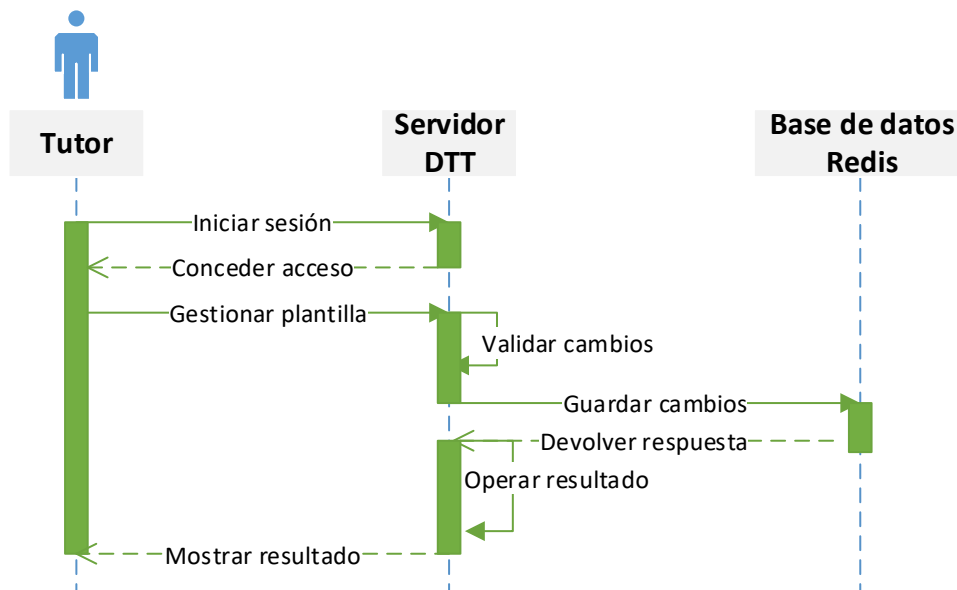 Tutor
Servidor
DTT
Base de datos
Redis
Iniciar sesión
Conceder acceso
Gestionar plantilla
Validar cambios
Guardar cambios
Devolver respuesta
Operar resultado
Mostrar resultado